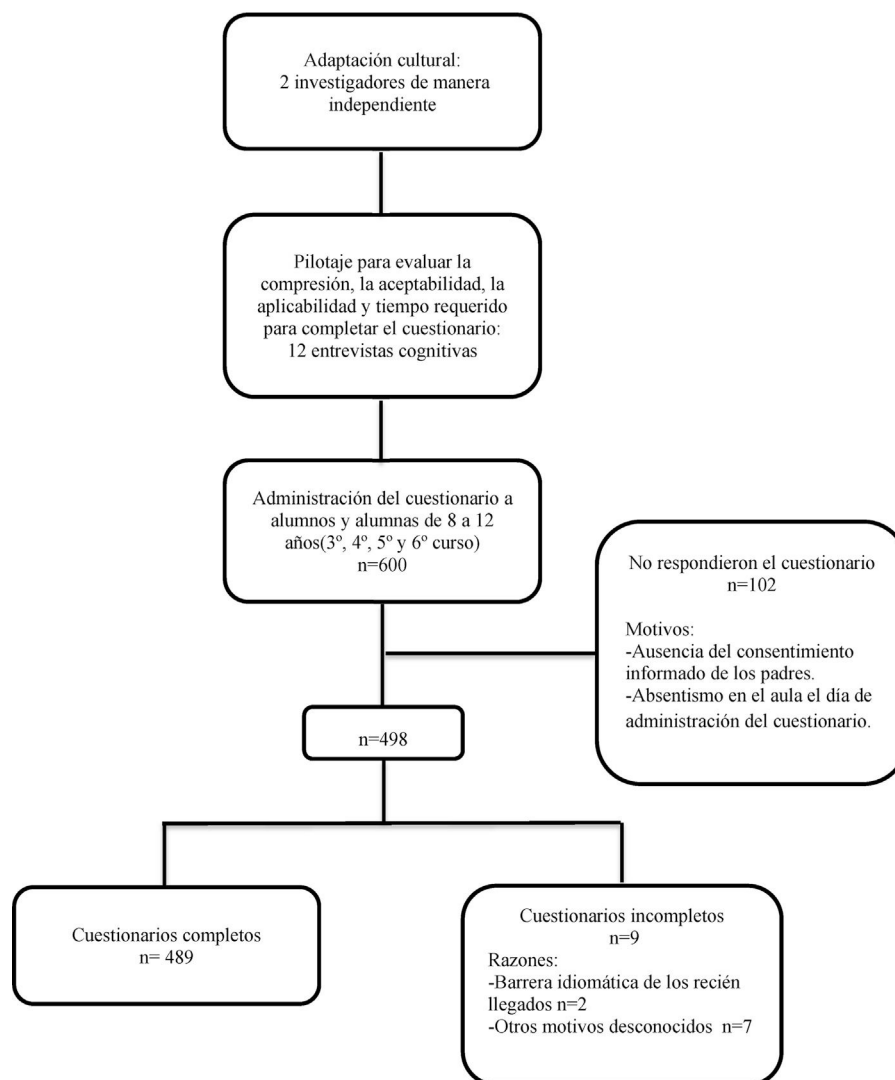 Adaptación cultural:
2 investigadores de manera
independiente
Pilotaje para evaluar la
compresión, la aceptabilidad, la
aplicabilidad y tiempo requerido
para completar el cuestionario:
12 entrevistas cognitivas
Administración del cuestionario a
alumnos y alumnas de 8 a 12
años(3º, 4º, 5º y 6º curso)
n=600
No respondieron el cuestionario
n=102
Motivos:
-Ausencia del consentimiento
informado de los padres.
-Absentismo en el aula el día de
administración del cuestionario.
n=498
Cuestionarios completos
n= 489
Cuestionarios incompletos
n=9
Razones:
-Barrera idiomática de los recién
llegados n=2
-Otros motivos desconocidos  n=7